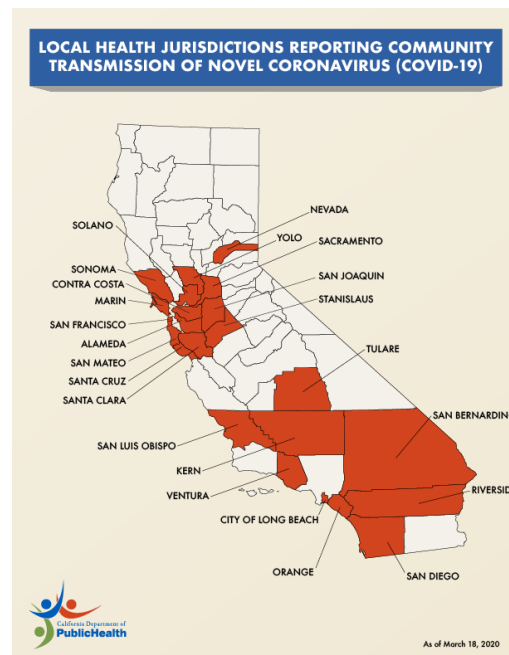 LOCAL HEALTH JURISDICTIONS REPORTING COMMUNITY
TRANSMISSION OF NOVEL CORONAVIRUS (COVID-19)
NEVADA
SOLANO
YOLO
SACRAMENTO
SONOMA
SAN JOAQUIN
CONTRA COSTA
MARIN
STANISLAUS
SAN FRANCISCO
ALAMEDA
TULARE
SAN MATEO
SANTA CRUZ
SANTA CLARA
SAN BERNARDIN
SAN LUIS OBISPO
KERN
RIVERSID
VENTURA
CITY OF LONG BEACH
ORANGE
SAN DIEGO
California Department of
PublicHealth
As of March 18, 2020